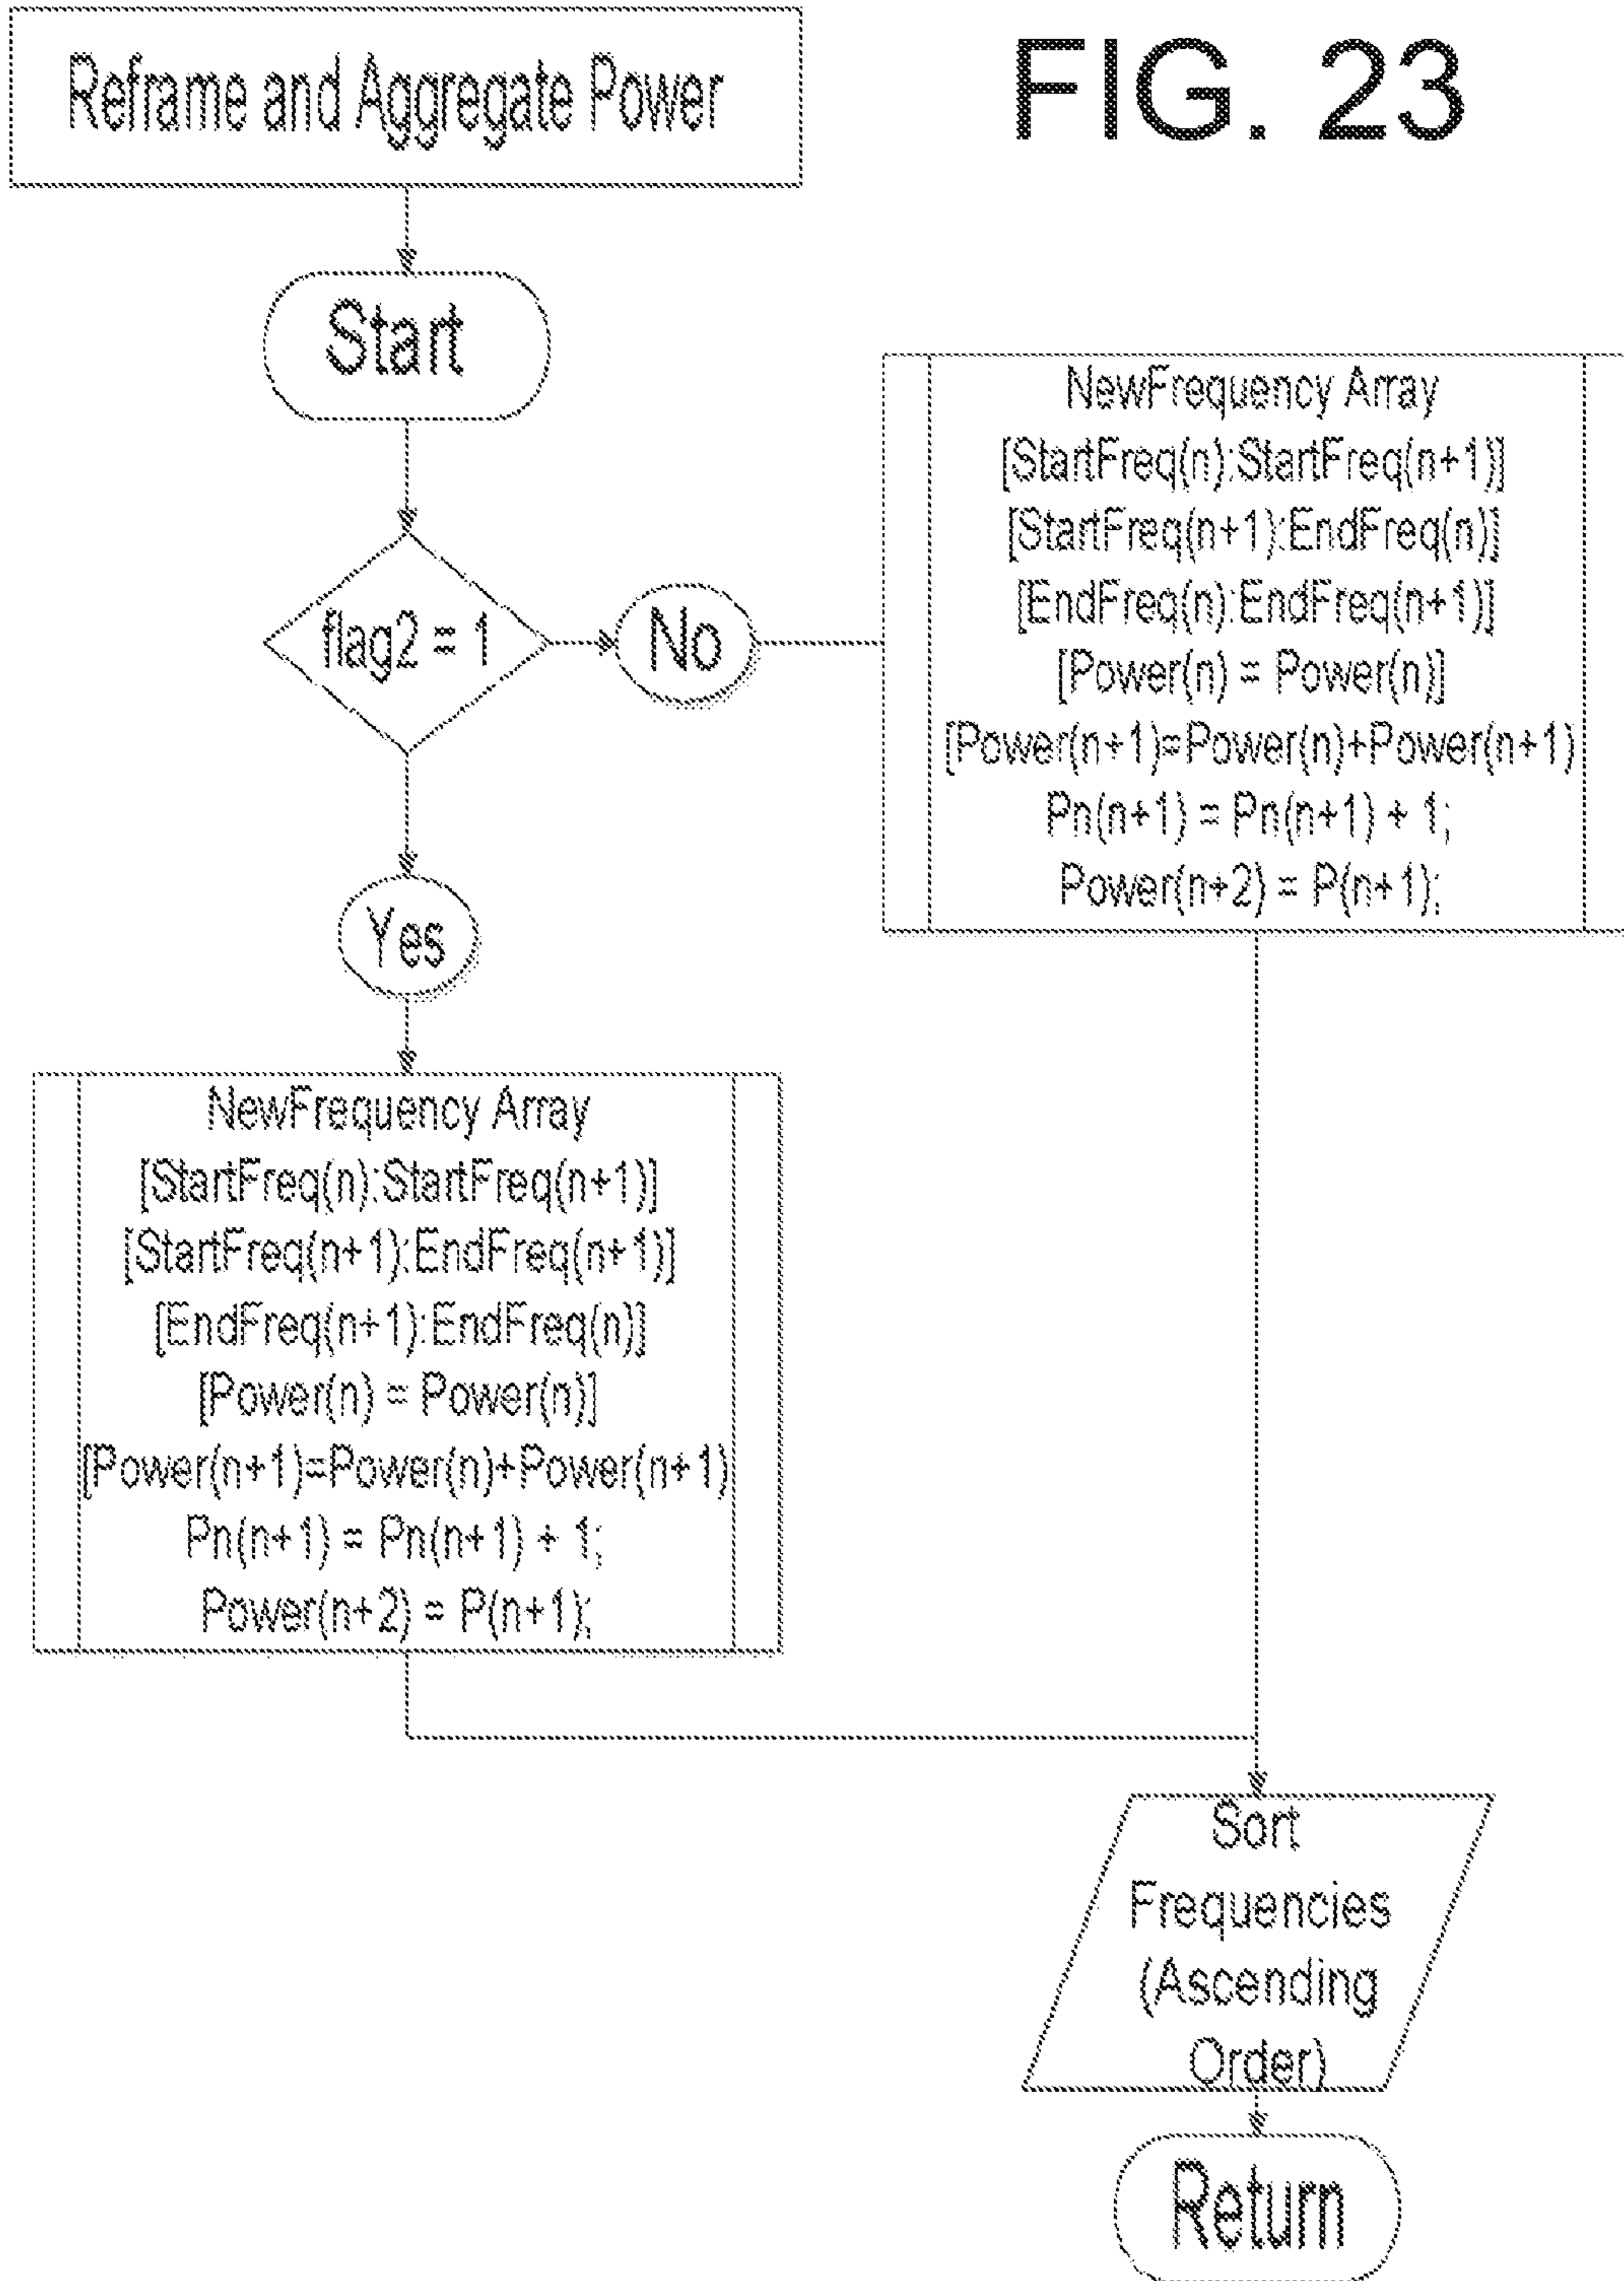 Reframe and Aggregate Power
FIG. 23
Start
flag2 = 1
No
NewFrequency Array
[StartFreq(n):StartFreq(n+1)]
[StartFreq(n+1):EndFreq(n)]
[EndFreq(n):EndFreq(n+1)]
[Power(n) = Power(n)]
[Power(n+1)=Power(n)+Power(n+1)
Pn(n+1) = Pn(n+1) + 1;
Power(n+2) = P(n+1);
Yes
NewFrequency Array
[StartFreq(n):StartFreq(n+1)]
[StartFreq(n+1):EndFreq(n+1)]
[EndFreq(n+1):EndFreq(n)]
[Power(n) = Power(n)]
[Power(n+1)=Power(n)+Power(n+1)
Pn(n+1) = Pn(n+1) + 1;
Power(n+2) = P(n+1);
Sort
Frequencies
(Ascending
Order)
Return